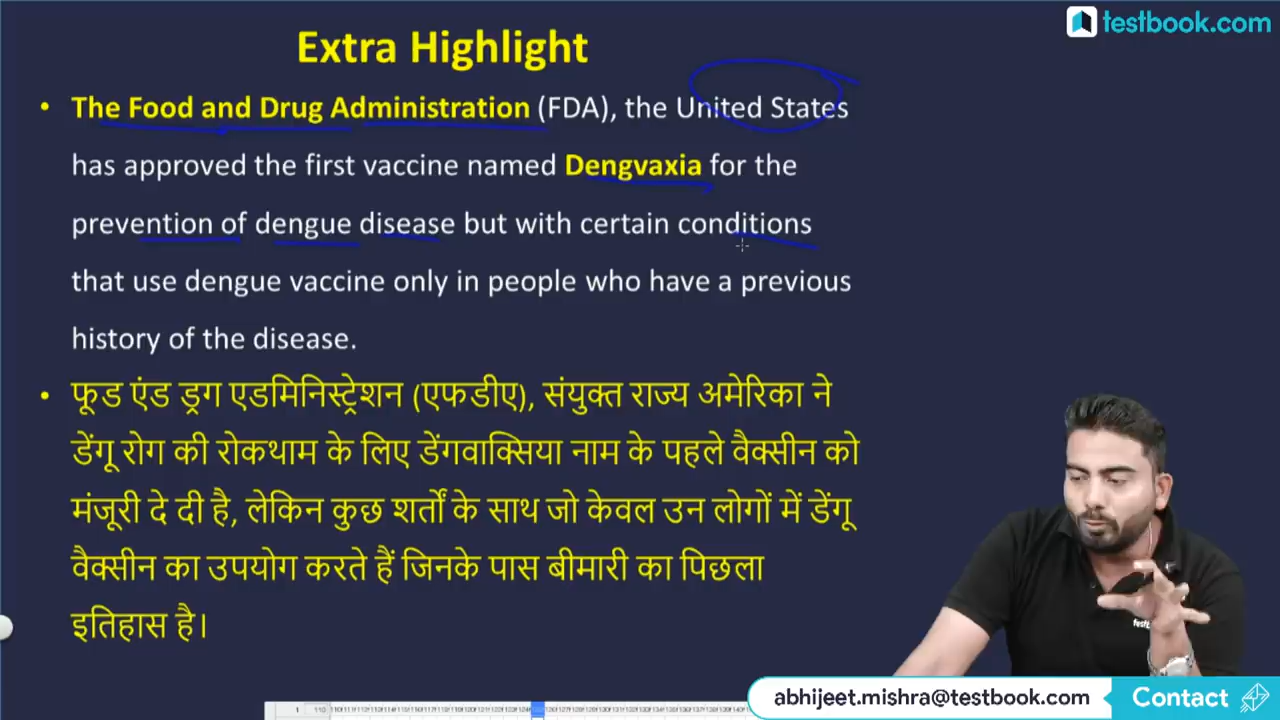 testbook.com
Extra Highlight
• The Food and Drug Administration (FDA), the United States
has approved the first vaccine named Dengvaxia for the
prevention of dengue disease but with certain conditions
that use dengue vaccine only in people who have a previous
history of the disease.
• फूड एंड ड्रग एडमिनिस्ट्रेशन (एफडीए), संयुक्त राज्य अमेरिका ने
डेंगू रोग की रोकथाम के लिए डेंगवाक्सिया नाम के पहले वैक्सीन को
मंजूरी दे दी है, लेकिन कुछ शर्तों के साथ जो केवल उन लोगों में डेंगू
वैक्सीन का उपयोग करते हैं जिनके पास बीमारी का पिछला
इतिहास है।
abhijeet.mishra@testbook.com Contact